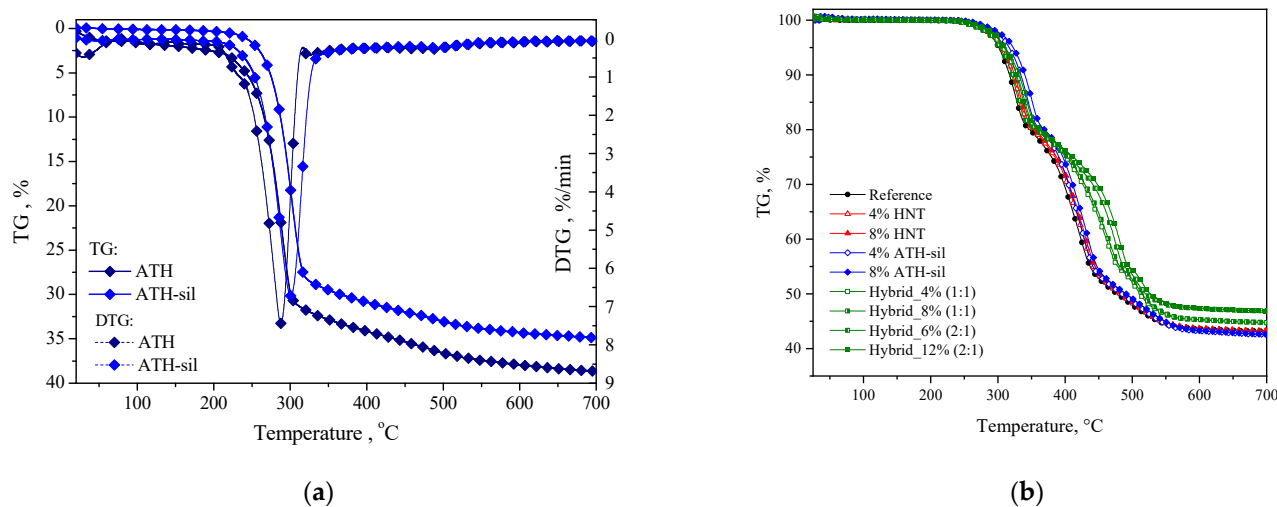 0
5
10
15
20
25
30
35
40
TG , %
TG:
ATH
ATH-sil
DTG:
ATH
ATH-sil
0
1
2
3
4
5
6
7
8
9
DTG, %/min
100
200
300
400
500
600
700
Temperature , °C
(a)
100
90
80
70
60
50
40
TG, %
Reference
4% HNT
8% HNT
4% ATH-sil
8% ATH-sil
Hybrid_4% (1:1)
Hybrid_8% (1:1)
Hybrid_6% (2:1)
Hybrid_12% (2:1)
100
200
300
400
500
600
700
Temperature, °C
(b)